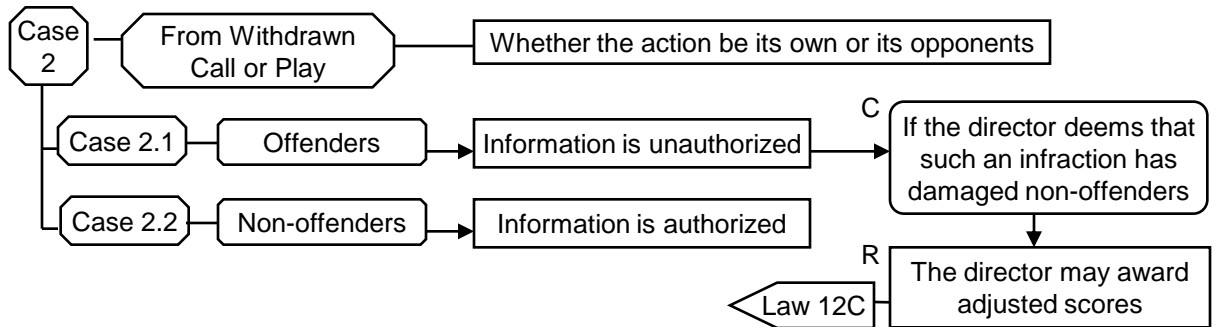 Case
2
From Withdrawn
Call or Play
Whether the action be its own or its opponents
Case 2.1
Offenders
Information is unauthorized
C
If the director deems that
such an infraction has
damaged non-offenders
Case 2.2
Non-offenders
Information is authorized
R
The director may award
adjusted scores
Law 12C